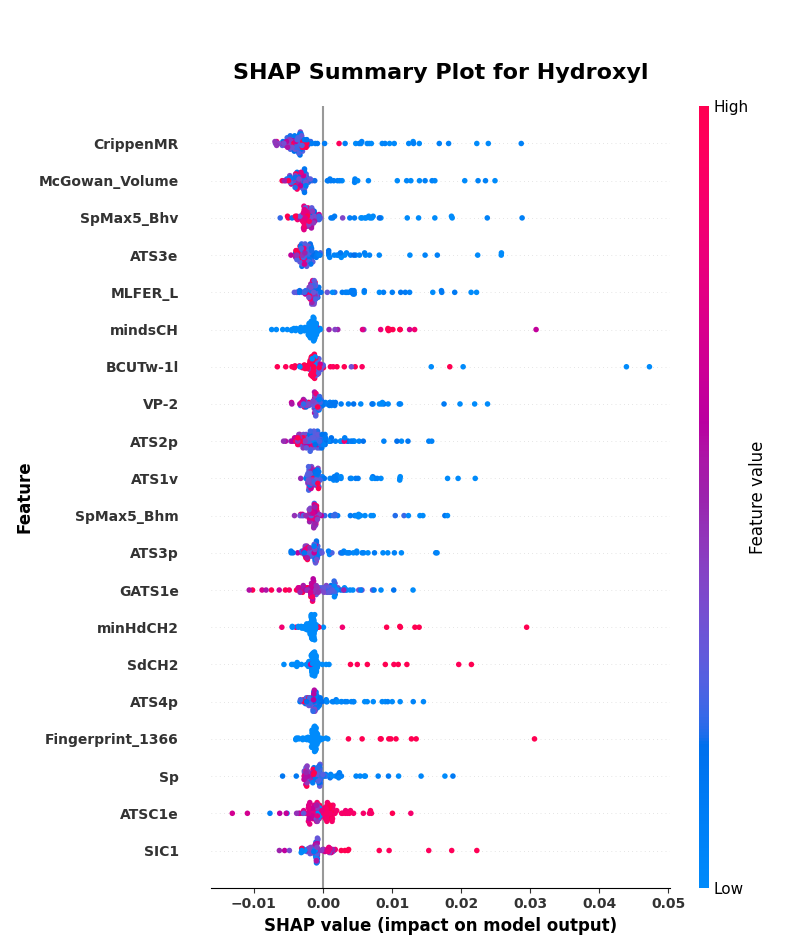 SHAP Summary Plot for Hydroxyl
High
CrippenMR
McGowan_Volume
SpMax5_Bhv
ATS3e
MLFER_L
mindsCH
BCUTw-1l
VP-2
ATS2p
ATS1v
SpMax5_Bhm
ATS3p
GATS1e
minHdCH2
SdCH2
ATS4p
Fingerprint_1366
Sp
ATSC1e
SIC1
Feature
Feature value
Low
−0.01 0.00 0.01 0.02 0.03 0.04 0.05
SHAP value (impact on model output)